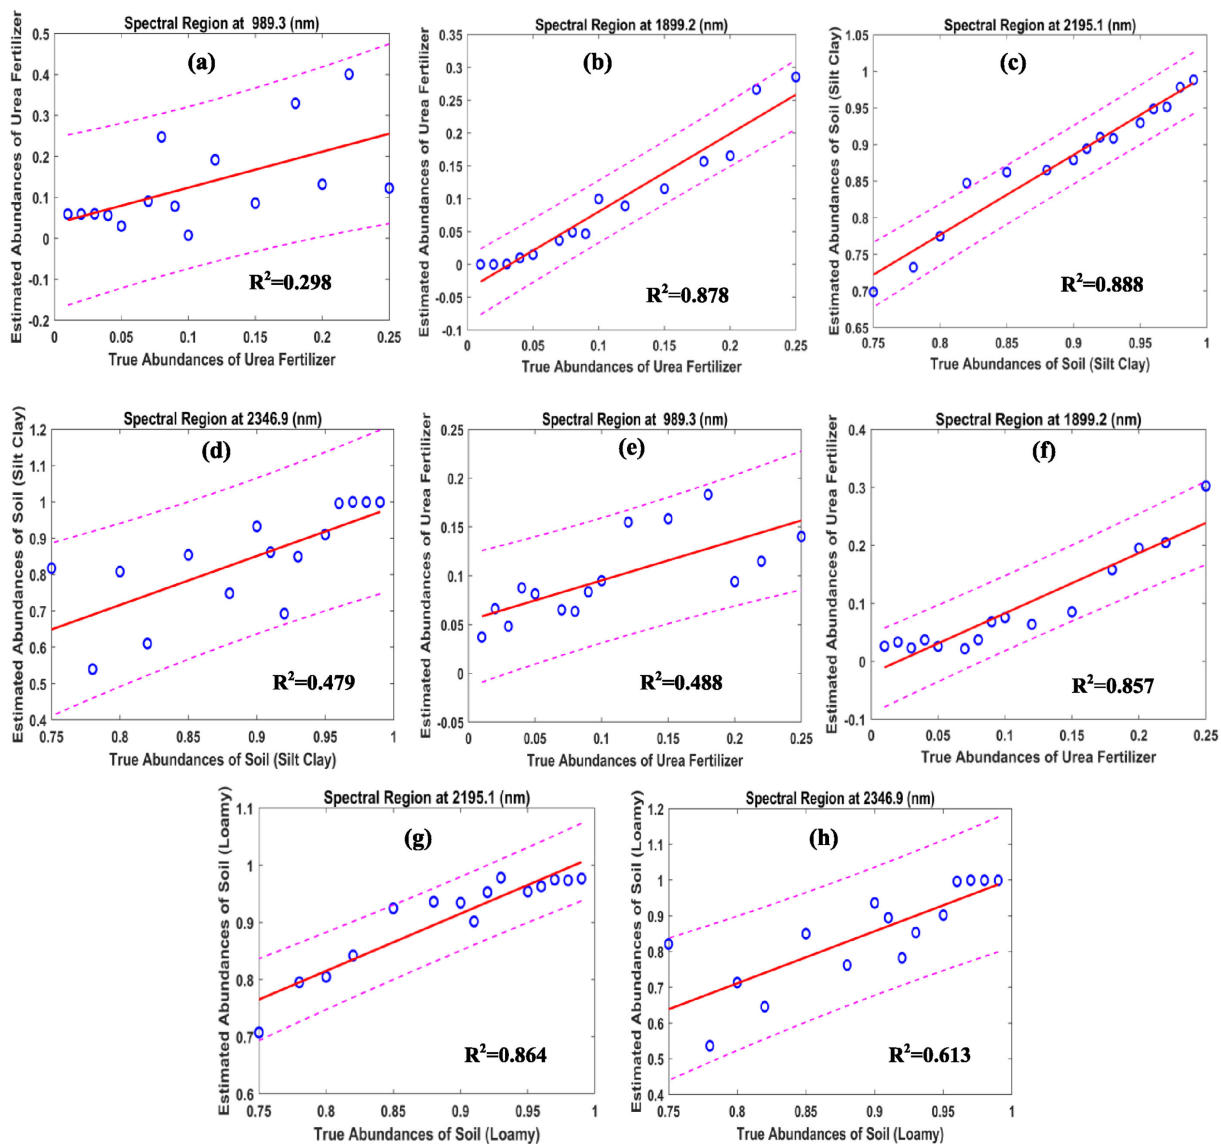 Spectral Region at  989.3 (nm)
(a)
Estimated Abundances of Urea Fertilizer
0.5
0.4
0.3
0.2
0.1
0
-0.1
-0.2
R²=0.298
0 0.05 0.1 0.15 0.2 0.25
True Abundances of Urea Fertilizer
Spectral Region at 1899.2 (nm)
(b)
Estimated Abundances of Urea Fertilizer
0.35
0.3
0.25
0.2
0.15
0.1
0.05
0
-0.05
-0.1
R²=0.878
0 0.05 0.1 0.15 0.2 0.25
True Abundances of Urea Fertilizer
Spectral Region at 2195.1 (nm)
(c)
Estimated Abundances of Soil (Silt Clay)
1.05
1
0.95
0.9
0.85
0.8
0.75
0.7
0.65
R²=0.888
0.75 0.8 0.85 0.9 0.95 1
True Abundances of Soil (Silt Clay)
Spectral Region at 2346.9 (nm)
(d)
Estimated Abundances of Soil (Silt Clay)
1.2
1.1
1
0.9
0.8
0.7
0.6
0.5
0.4
R²=0.479
0.75 0.8 0.85 0.9 0.95 1
True Abundances of Soil (Silt Clay)
Spectral Region at  989.3 (nm)
(e)
Estimated Abundances of Urea Fertilizer
0.25
0.2
0.15
0.1
0.05
0
-0.05
R²=0.488
0 0.05 0.1 0.15 0.2 0.25
True Abundances of Urea Fertilizer
Spectral Region at 1899.2 (nm)
(f)
Estimated Abundances of Urea Fertilizer
0.4
0.3
0.2
0.1
0
-0.1
R²=0.857
0 0.05 0.1 0.15 0.2 0.25
True Abundances of Urea Fertilizer
Spectral Region at 2195.1 (nm)
(g)
Estimated Abundances of Soil (Loamy)
1.1
1
0.9
0.8
0.7
0.6
R²=0.864
0.75 0.8 0.85 0.9 0.95 1
True Abundances of Soil (Loamy)
Spectral Region at 2346.9 (nm)
(h)
Estimated Abundances of Soil (Loamy)
1.2
1.1
1
0.9
0.8
0.7
0.6
0.5
0.4
R²=0.613
0.75 0.8 0.85 0.9 0.95 1
True Abundances of Soil (Loamy)